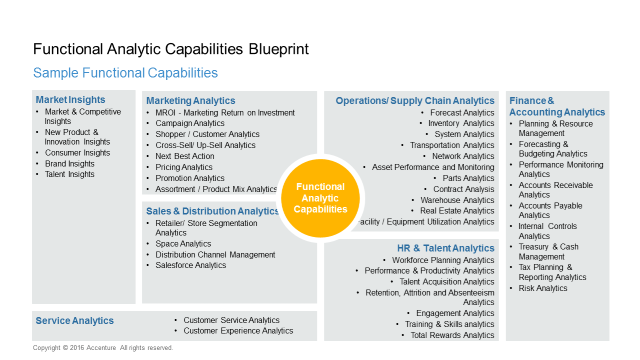 Functional Analytic Capabilities Blueprint
Sample Functional Capabilities
Market Insights
• Market & Competitive
Insights
• New Product &
Innovation Insights
• Consumer Insights
• Brand Insights
• Talent Insights
Marketing Analytics
• MROI - Marketing Return on Investment
• Campaign Analytics
• Shopper / Customer Analytics
• Cross-Sell/ Up-Sell Analytics
• Next Best Action
• Pricing Analytics
• Promotion Analytics
• Assortment / Product Mix Analytics
Sales & Distribution Analytics
• Retailer/ Store Segmentation
Analytics
• Space Analytics
• Distribution Channel Management
• Salesforce Analytics
Service Analytics
• Customer Service Analytics
• Customer Experience Analytics
Functional
Analytic
Capabilities
Operations/Supply Chain Analytics
• Forecast Analytics
• Inventory Analytics
• System Analytics
• Transportation Analytics
• Network Analytics
• Asset Performance and Monitoring
• Parts Analytics
• Contract Analysis
• Warehouse Analytics
• Real Estate Analytics
acility / Equipment Utilization Analytics
HR & Talent Analytics
• Workforce Planning Analytics
• Performance & Productivity Analytics
• Talent Acquisition Analytics
• Retention, Attrition and Absenteeism
Analytics
• Engagement Analytics
• Training & Skills analytics
• Total Rewards Analytics
Finance &
Accounting Analytics
• Planning & Resource
Management
• Forecasting &
Budgeting Analytics
• Performance Monitoring
Analytics
• Accounts Receivable
Analytics
• Accounts Payable
Analytics
• Internal Controls
Analytics
• Treasury & Cash
Management
• Tax Planning &
Reporting Analytics
• Risk Analytics
Copyright © 2016 Accenture All rights reserved.